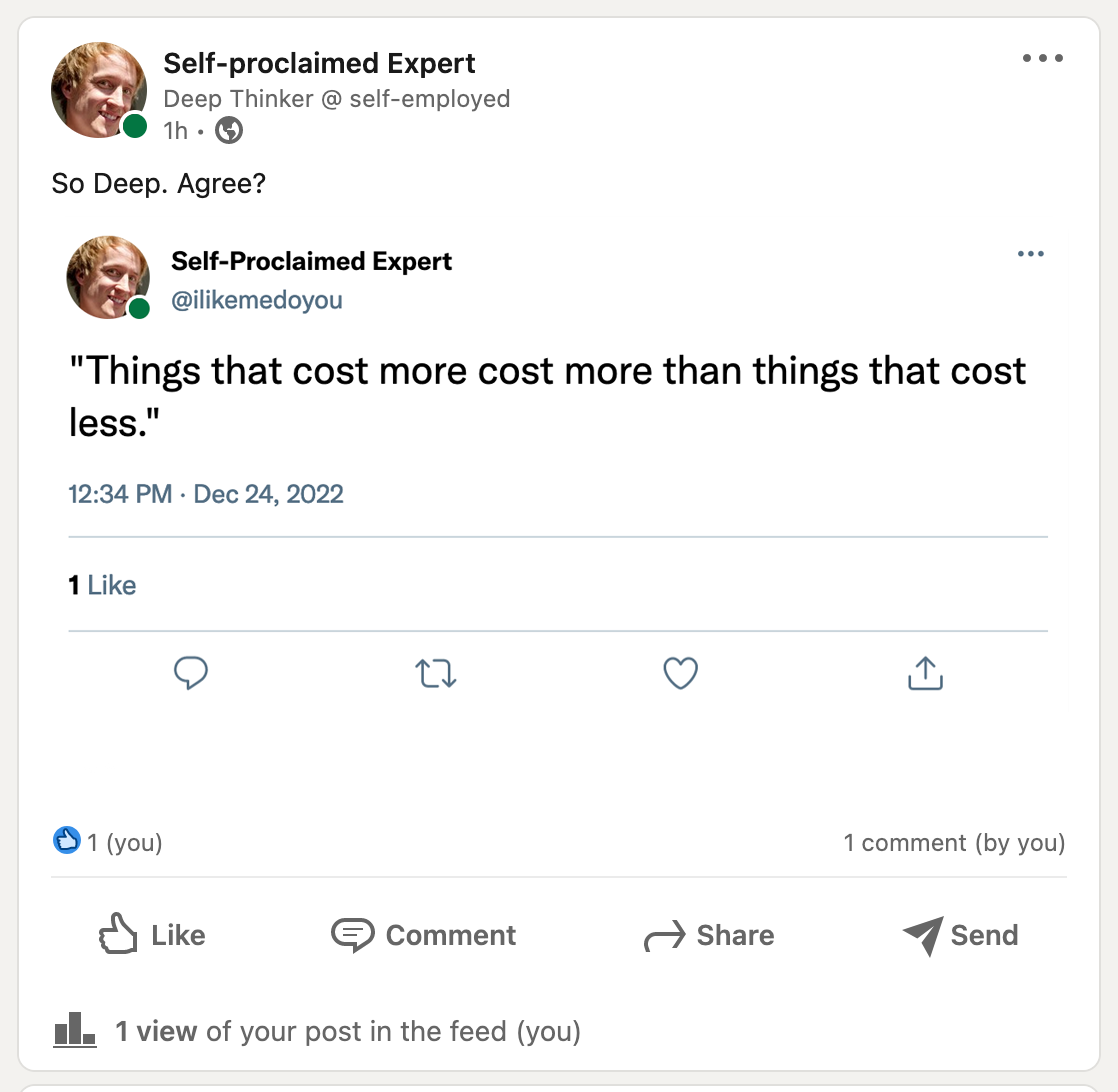 Self-proclaimed Expert
Deep Thinker @ self-employed
1h •
So Deep. Agree?
Self-Proclaimed Expert
@ilikemedoyou
"Things that cost more cost more than things that cost
less."
12:34 PM · Dec 24, 2022
1 Like
1 (you)
1 comment (by you)
Like
Comment
Share
Send
1 view of your post in the feed (you)